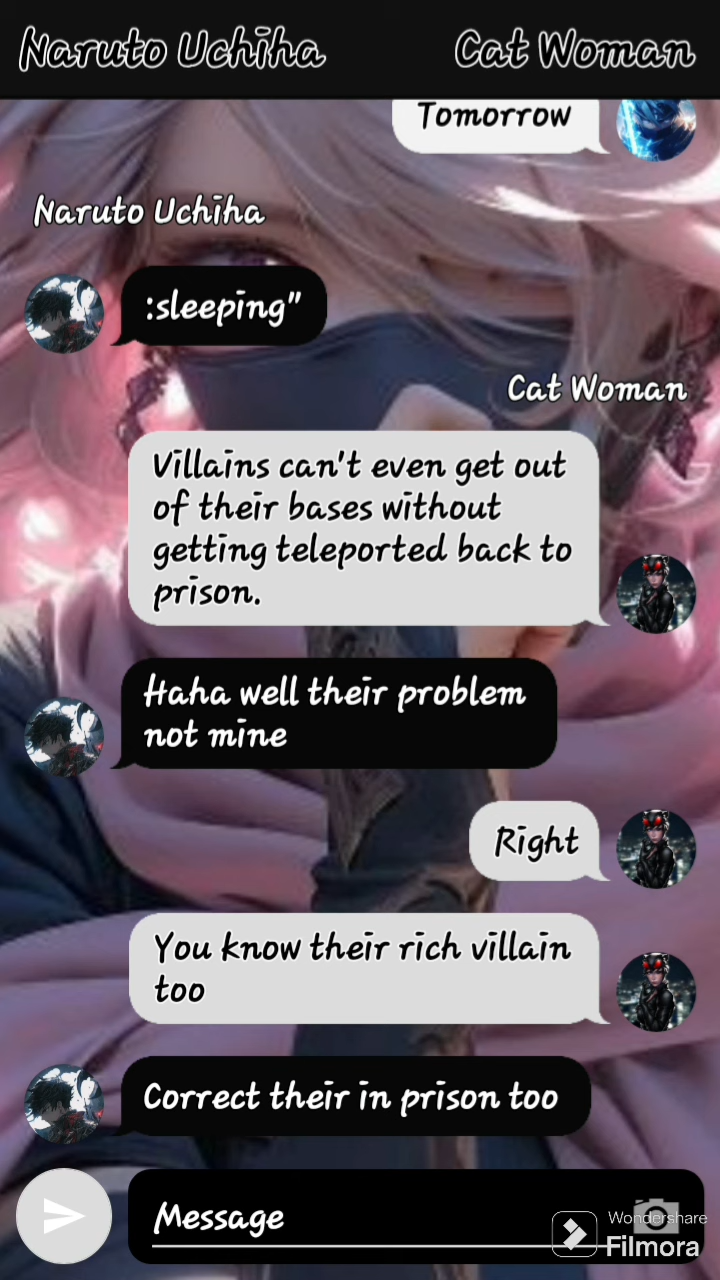 Naruto Uchiha Cat Woman
Tomorrow
Naruto Uchiha
:sleeping"
Cat Woman
Villains can't even get out
of their bases without
getting teleported back to
prison.
Haha well their problem
not mine
Right
You know their rich villain
too
Correct their in prison too
Message
Wondershare
Filmora